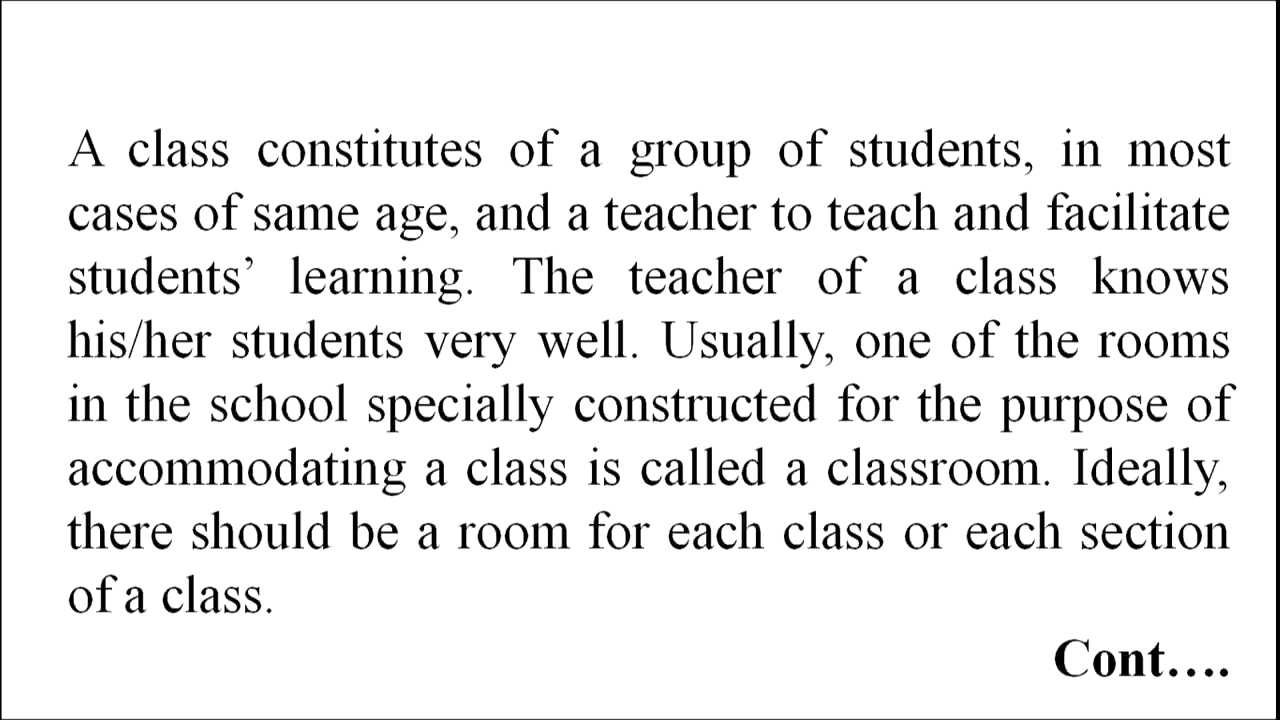 A class constitutes of a group of students, in most
cases of same age, and a teacher to teach and facilitate
students’ learning. The teacher of a class knows
his/her students very well. Usually, one of the rooms
in the school specially constructed for the purpose of
accommodating a class is called a classroom. Ideally,
there should be a room for each class or each section
of a class.
Cont….